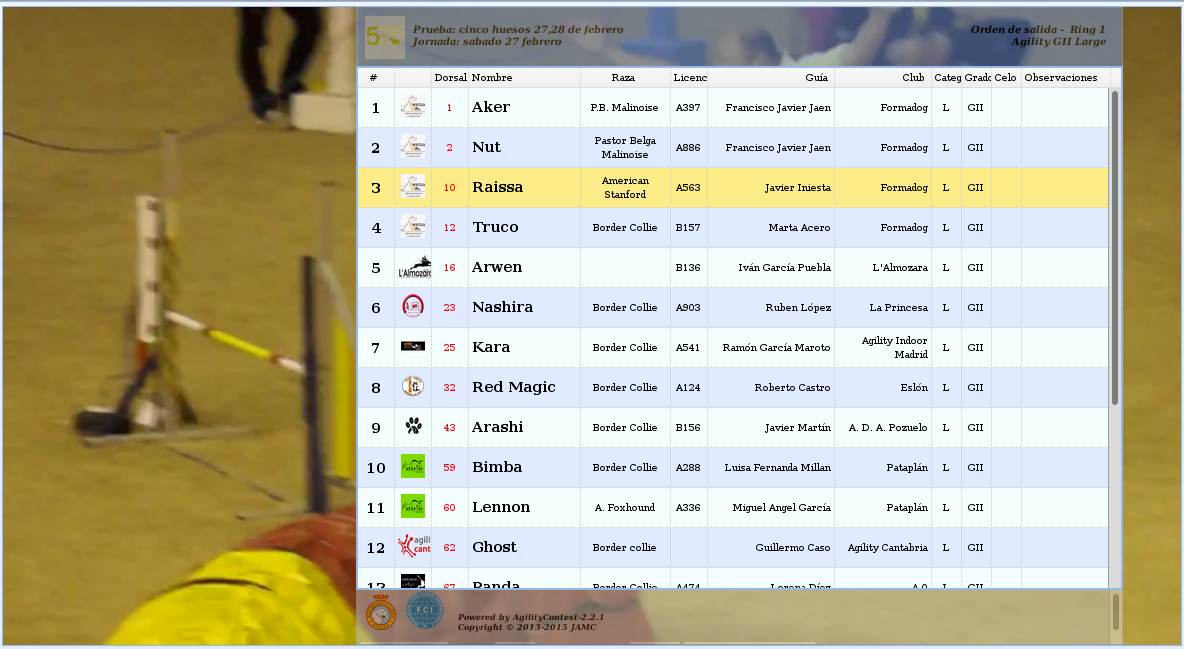 5
Prueba: cinco huesos 27,28 de febrero
Jornada: sabado 27 febrero
Orden de salida - Ring 1
Agility GII Large
# Dorsal Nombre Raza Licenc Guía Club Categ Grado Celo Observaciones
1 1 Aker P.B. Malinoise A397 Francisco Javier Jaen Formadog L GII
2 2 Nut Pastor Belga Malinoise A886 Francisco Javier Jaen Formadog L GII
3 10 Raissa American Stanford A563 Javier Iniesta Formadog L GII
4 12 Truco Border Collie B157 Marta Acero Formadog L GII
5 L'Almozara 16 Arwen B136 Iván García Puebla L'Almozara L GII
6 23 Nashira Border Collie A903 Ruben López La Princesa L GII
7 25 Kara Border Collie A541 Ramón García Maroto Agility Indoor Madrid L GII
8 32 Red Magic Border Collie A124 Roberto Castro Eslón L GII
9 43 Arashi Border Collie B156 Javier Martín A. D. A. Pozuelo L GII
10 59 Bimba Border Collie A288 Luisa Fernanda Millan Pataplán L GII
11 60 Lennon A. Foxhound A336 Miguel Angel García Pataplán L GII
12 agili cant 62 Ghost Border collie Guillermo Caso Agility Cantabria L GII
13 67 Panda Border Collie A474 Lorena Díez L GII
FCI
Powered by AgilityContest-2.2.1
Copyright © 2013-2015 JAMC